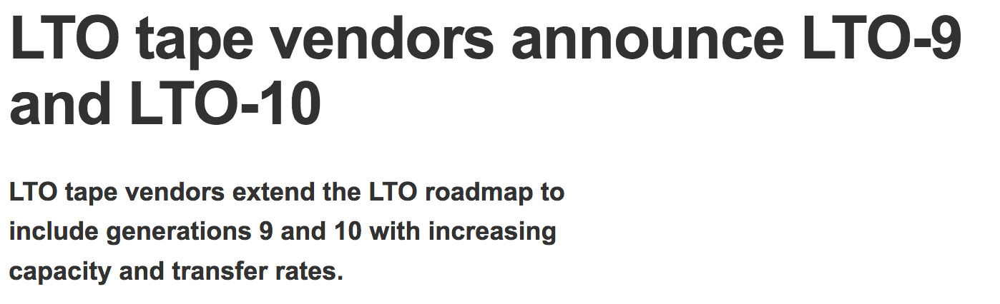 LTO tape vendors announce LTO-9
and LTO-10
LTO tape vendors extend the LTO roadmap to
include generations 9 and 10 with increasing
capacity and transfer rates.